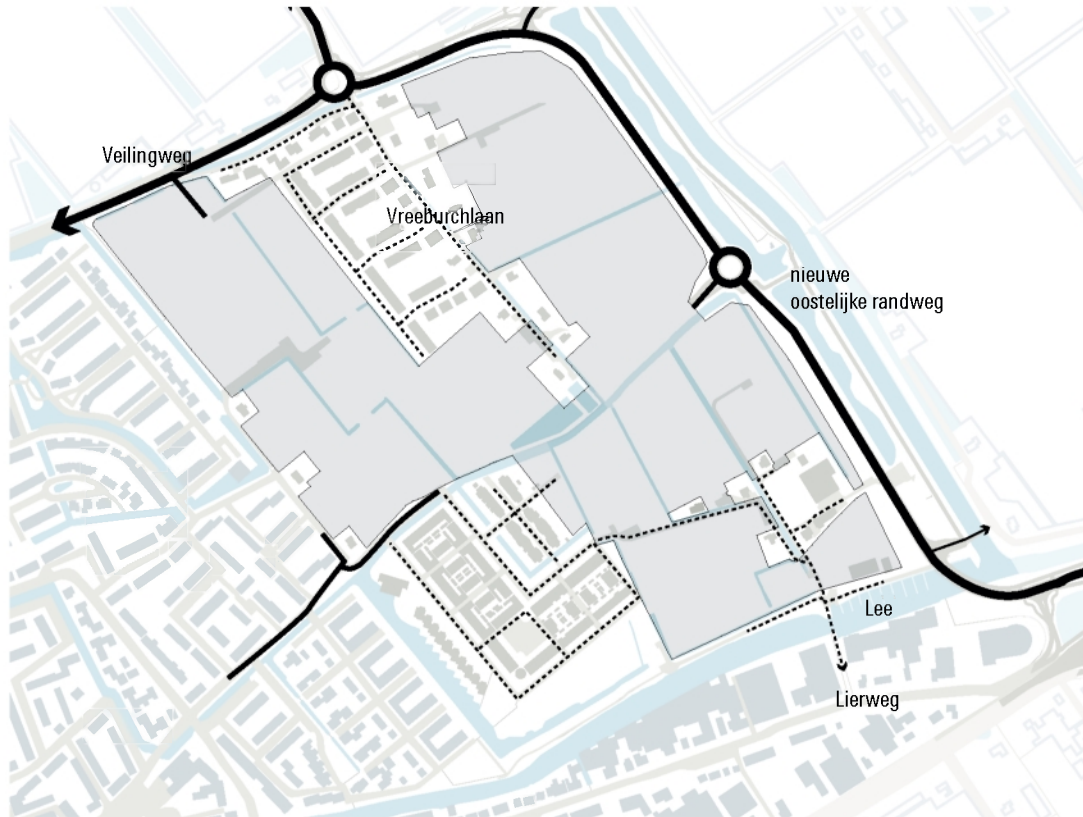 Veilingweg
Vreeburchlaan
nieuwe
oostelijke randweg
Lee
Lierweg